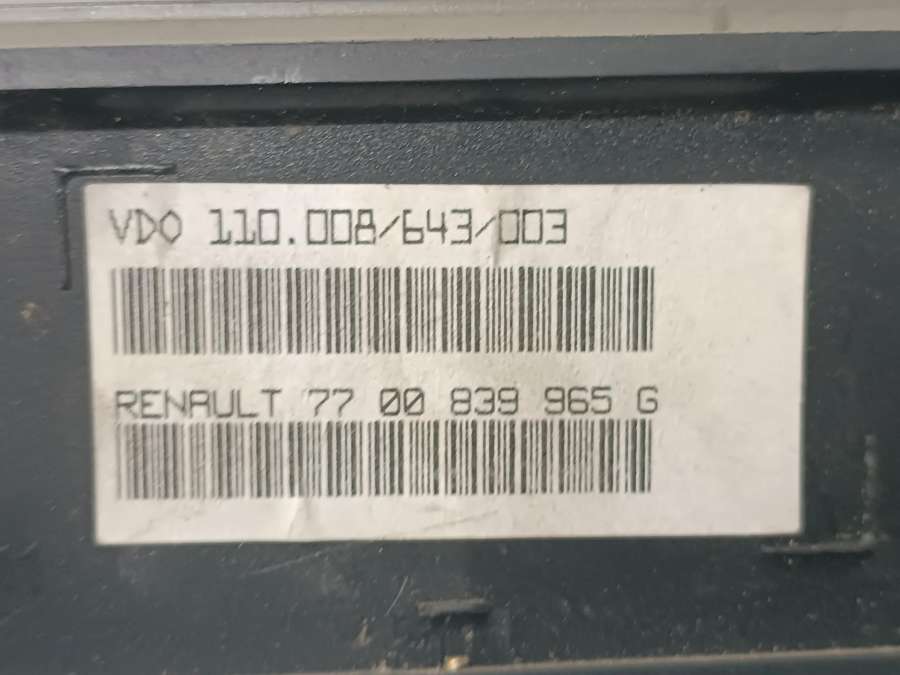 VDO 110.008/643/003
RENAULT 77 00 839 965 G